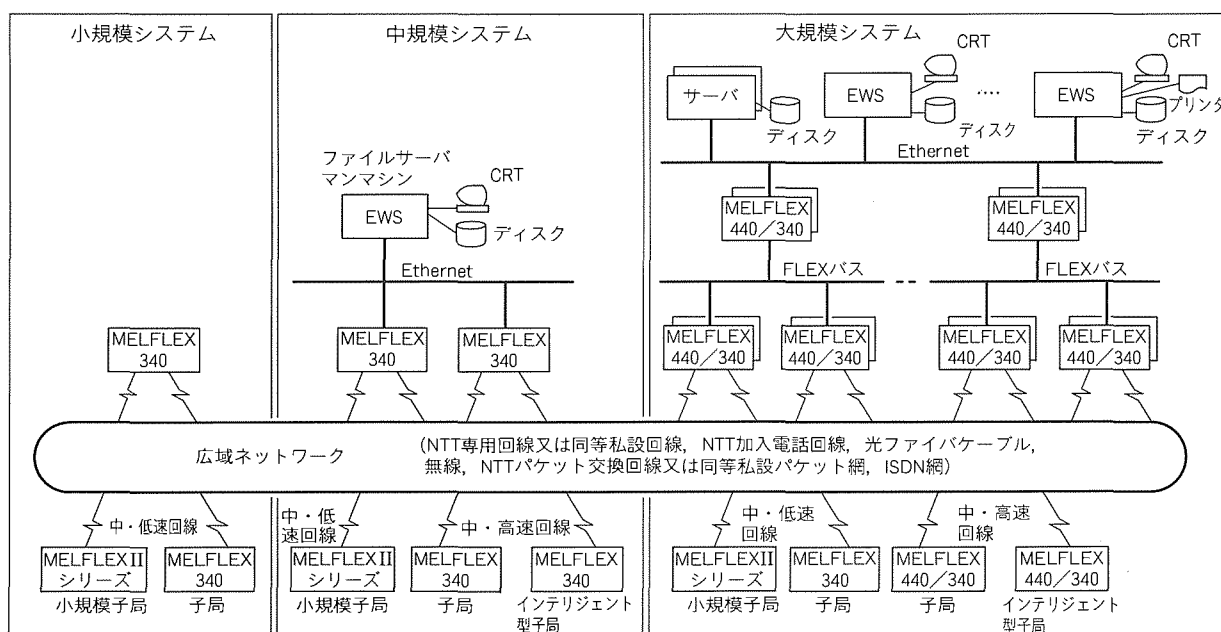 小規模システム
中規模システム
大規模システム
CRT
CRT
サーバ
EWS
‥‥
EWS
プリンタ
ディスク
ディスク
ディスク
Ethernet
ファイルサーバ
マンマシン
CRT
EWS
ディスク
MELFLEX
440／340
MELFLEX
440／340
Ethernet
FLEXバス
FLEXバス
MELFLEX
340
MELFLEX
340
MELFLEX
340
MELFLEX
440／340
MELFLEX
440／340
MELFLEX
440／340
MELFLEX
440／340
広域ネットワーク
(NTT専用回線又は同等私設回線, NTT加入電話回線, 光ファイバケーブル,
無線, NTTパケット交換回線又は同等私設パケット網, ISDN網)
中・低速回線
中・低
速回線
中・高速回線
中・低速
回線
中・高速
回線
MELFLEXII
シリーズ
小規模子局
MELFLEX
340
子局
MELFLEXII
シリーズ
小規模子局
MELFLEX
340
子局
MELFLEX
340
インテリジェント
型子局
MELFLEXII
シリーズ
小規模子局
MELFLEX
340
子局
MELFLEX
440／340
子局
MELFLEX
440／340
インテリジェント
型子局